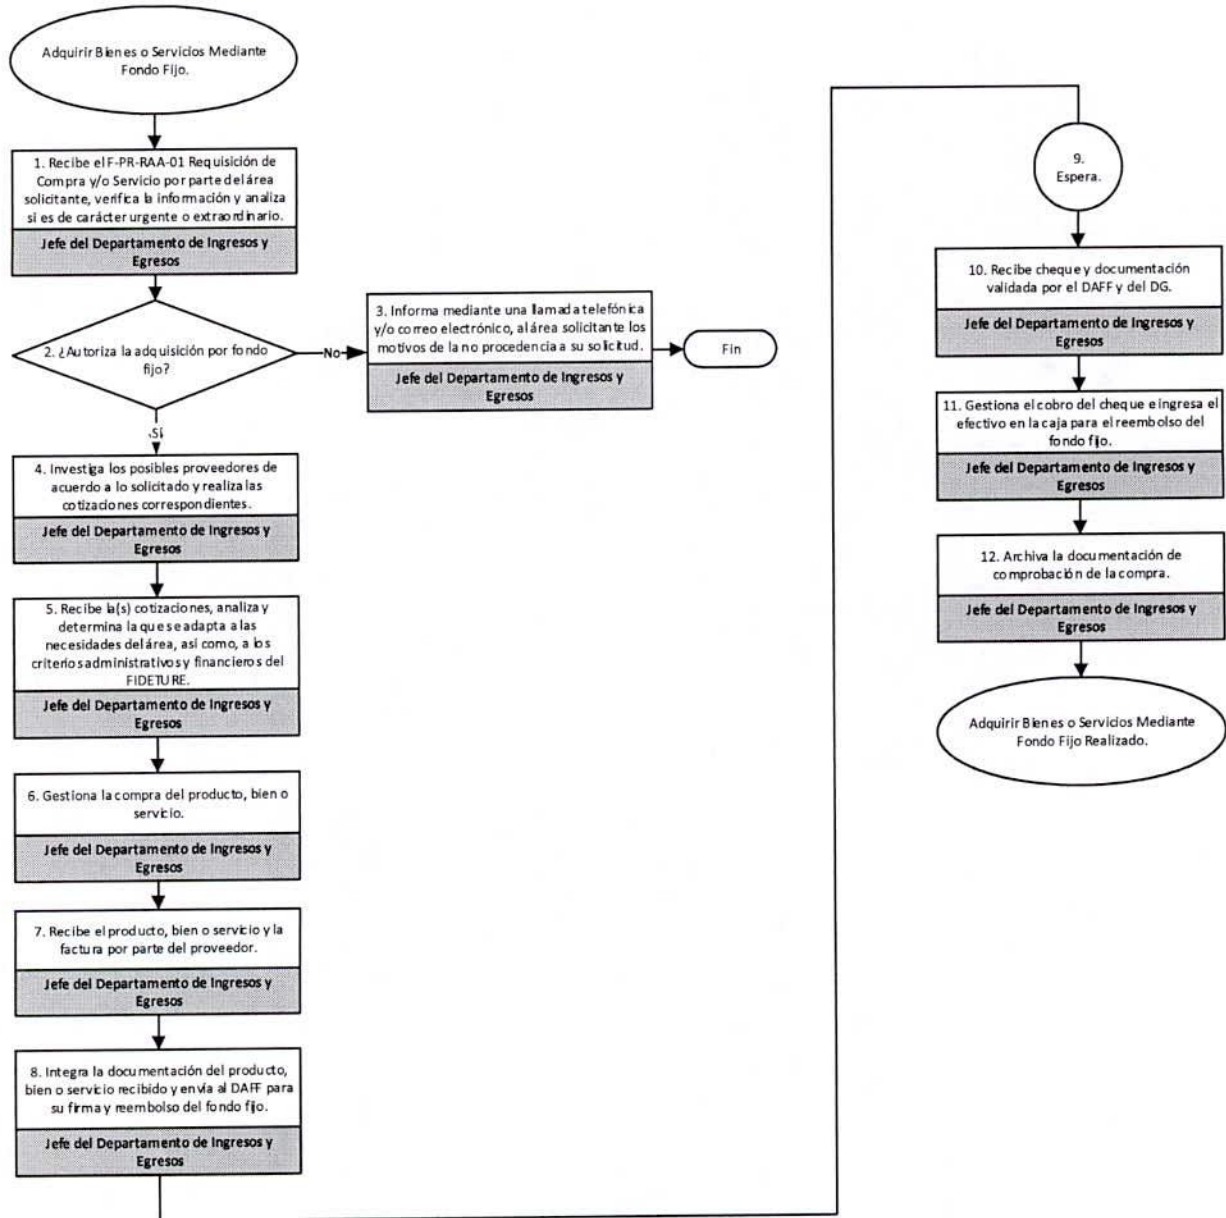 Adquirir Bienes o Servicios Mediante
Fondo Fijo.
1. Recibe el F-PR-RAA-01 Requisición de
Compra y/o Servicio por parte del área
solicitante, verifica la información y analiza
si es de carácter urgente o extraordinario.
Jefe del Departamento de Ingresos y
Egresos
2. ¿Autoriza la adquisición por fondo
fijo?
No
3. Informa mediante una llamada telefónica
y/o correo electrónico, al área solicitante los
motivos de la no procedencia a su solicitud.
Jefe del Departamento de Ingresos y
Egresos
Fin
Sí
4. Investiga los posibles proveedores de
acuerdo a lo solicitado y realiza las
cotizaciones correspondientes.
Jefe del Departamento de Ingresos y
Egresos
5. Recibe la(s) cotizaciones, analiza y
determina la que se adapta a las
necesidades del área, así como, a los
criterios administrativos y financieros del
FIDETURE.
Jefe del Departamento de Ingresos y
Egresos
6. Gestiona la compra del producto, bien o
servicio.
Jefe del Departamento de Ingresos y
Egresos
7. Recibe el producto, bien o servicio y la
factura por parte del proveedor.
Jefe del Departamento de Ingresos y
Egresos
8. Integra la documentación del producto,
bien o servicio recibido y envía al DAFF para
su firma y reembolso del fondo fijo.
Jefe del Departamento de Ingresos y
Egresos
9.
Espera.
10. Recibe cheque y documentación
validada por el DAFF y del DG.
Jefe del Departamento de Ingresos y
Egresos
11. Gestiona el cobro del cheque e ingresa el
efectivo en la caja para el reembolso del
fondo fijo.
Jefe del Departamento de Ingresos y
Egresos
12. Archiva la documentación de
comprobación de la compra.
Jefe del Departamento de Ingresos y
Egresos
Adquirir Bienes o Servicios Mediante
Fondo Fijo Realizado.